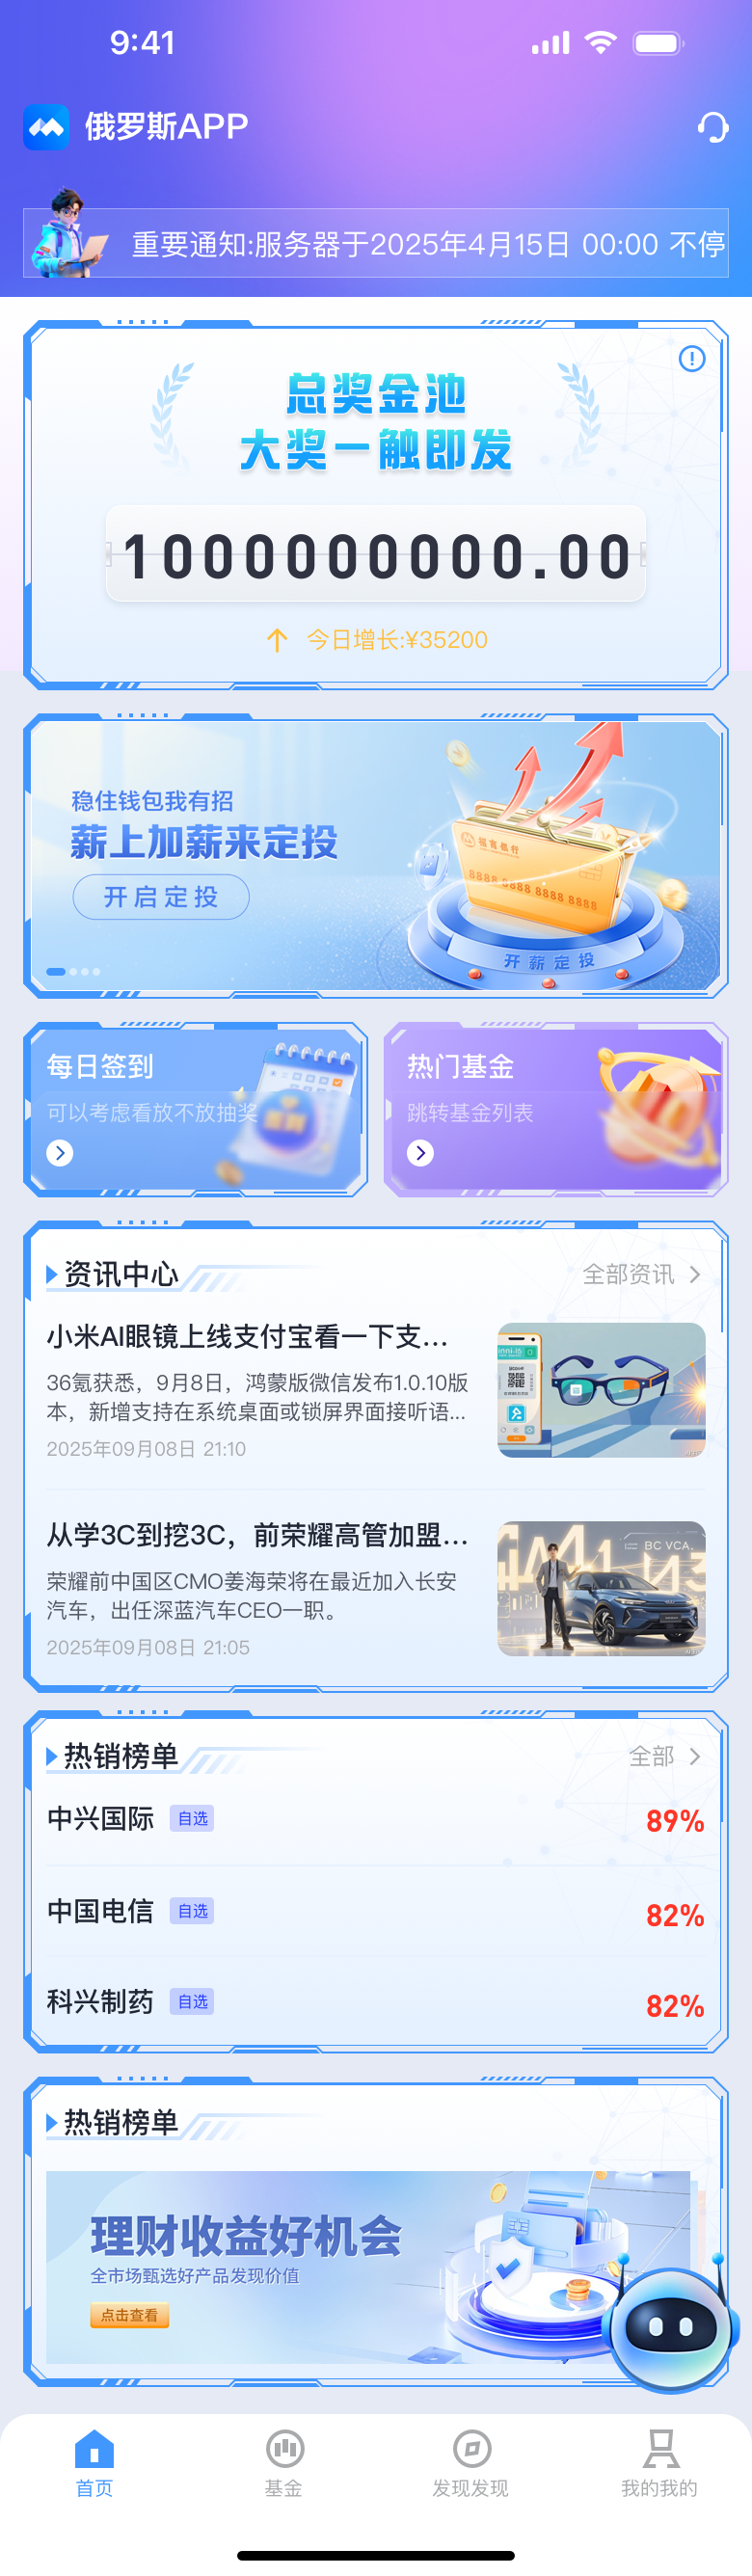 9:41
俄罗斯APP
重要通知:服务器于2025年4月15日 00:00 不停
总奖金池
大奖一触即发
1000000000.00
今日增长:¥35200
稳住钱包我有招
薪上加薪来定投
开启定投
招商银行
8888 8888 8888 8888
开薪定投
每日签到
可以考虑看放不放抽奖
热门基金
跳转基金列表
资讯中心
全部资讯
小米AI眼镜上线支付宝看一下支...
36氪获悉，9月8日，鸿蒙版微信发布1.0.10版
本，新增支持在系统桌面或锁屏界面接听语...
2025年09月08日 21:10
从学3C到挖3C，前荣耀高管加盟...
荣耀前中国区CMO姜海荣将在最近加入长安
汽车，出任深蓝汽车CEO一职。
2025年09月08日 21:05
BC VCA.
热销榜单
全部
中兴国际
自选
89%
中国电信
自选
82%
科兴制药
自选
82%
热销榜单
理财收益好机会
全市场甄选好产品发现价值
点击查看
首页
基金
发现发现
我的我的